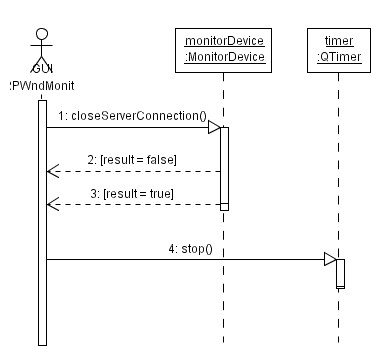 monitorDevice
:MonitorDevice
timer
:QTimer
GUI
:PWndMonit
1: closeServerConnection()
2: [result = false]
3: [result = true]
4: stop()